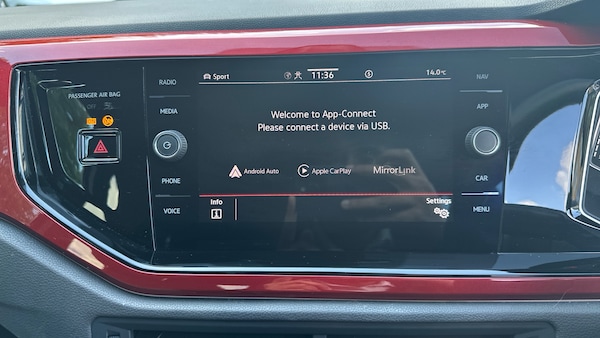 PASSENGER AIR BAG
OFF
RADIO
MEDIA
PHONE
VOICE
Sport
11:36
14.0°C
Welcome to App-Connect
Please connect a device via USB.
Android Auto
Apple CarPlay
MirrorLink
Info
Settings
NAV
APP
CAR
MENU